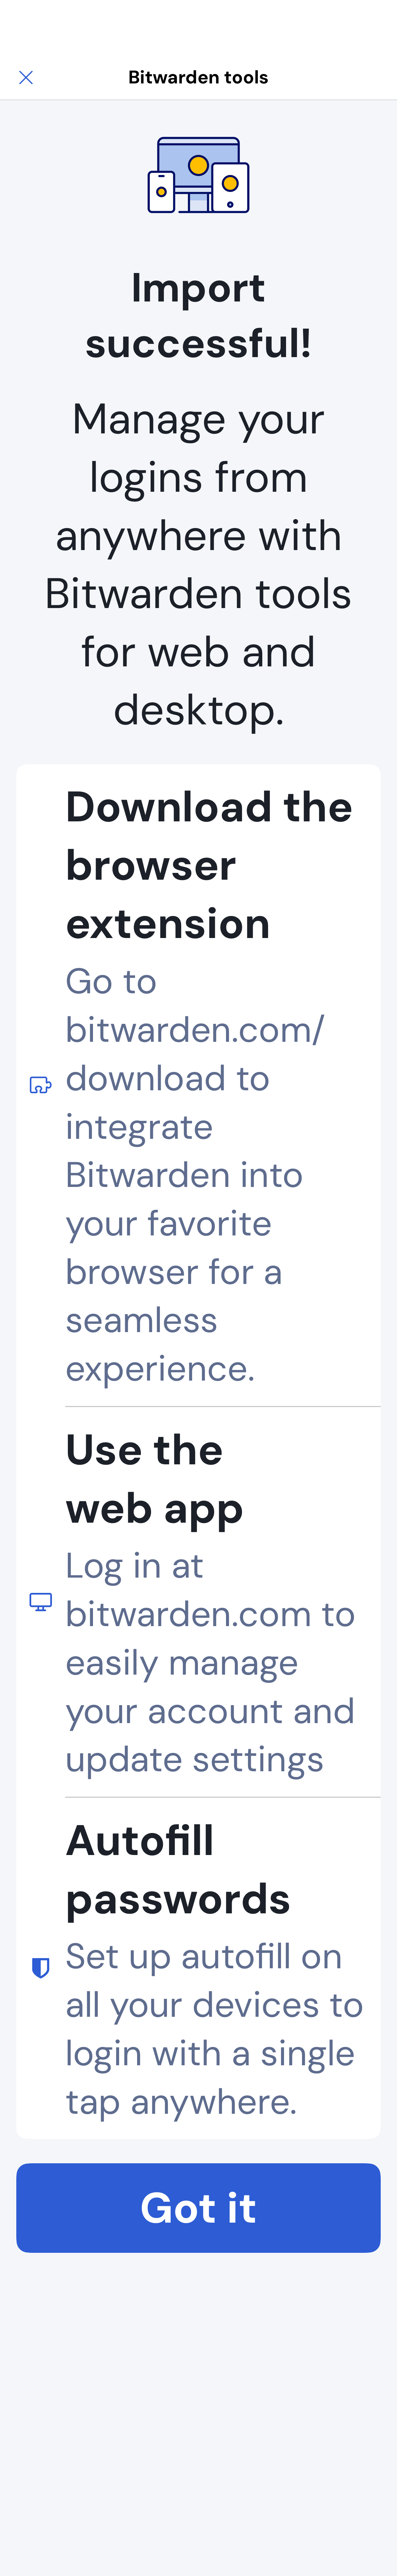 Bitwarden tools
Import
successful!
Manage your
logins from
anywhere with
Bitwarden tools
for web and
desktop.
Download the
browser
extension
Go to
bitwarden.com/
download to
integrate
Bitwarden into
your favorite
browser for a
seamless
experience.
Use the
web app
Log in at
bitwarden.com to
easily manage
your account and
update settings
Autofill
passwords
Set up autofill on
all your devices to
login with a single
tap anywhere.
Got it